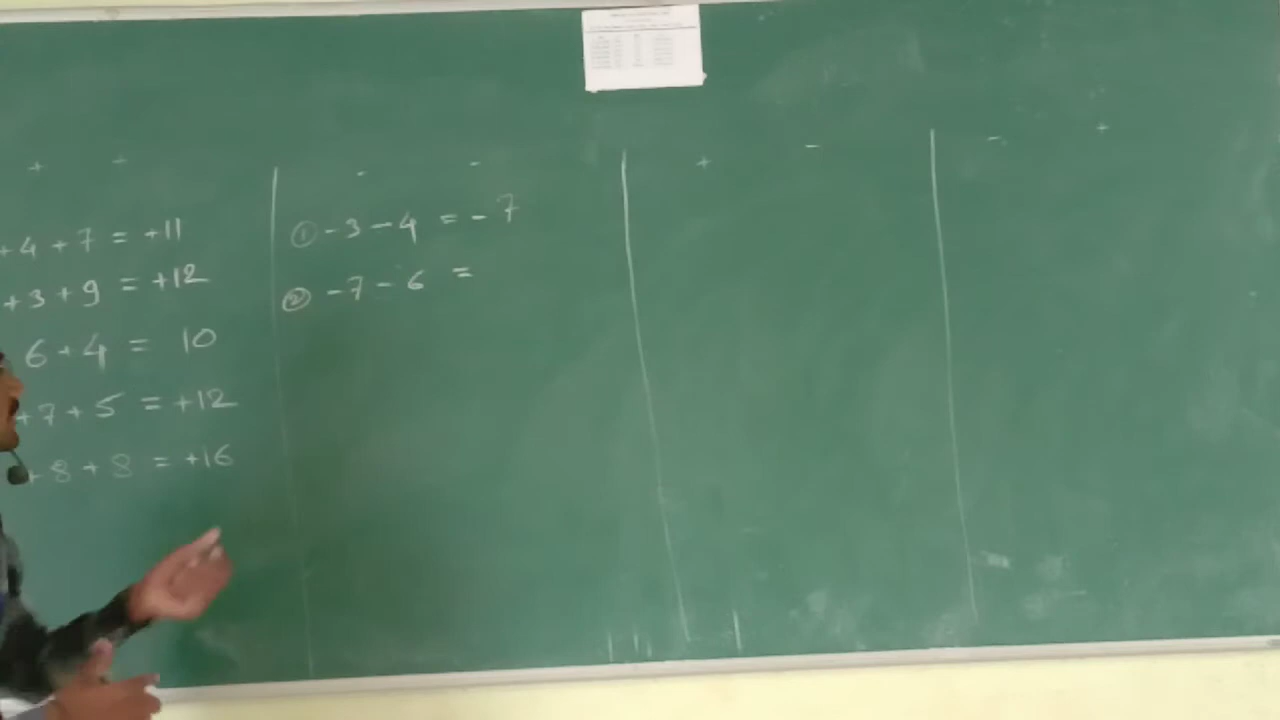 + +
+4 +7 = +11
+3 +9 = +12
6 +4 = 10
+7 +5 = +12
+8 +8 = +16
- -
① -3 -4 = -7
② -7 -6 =
+ -
- +